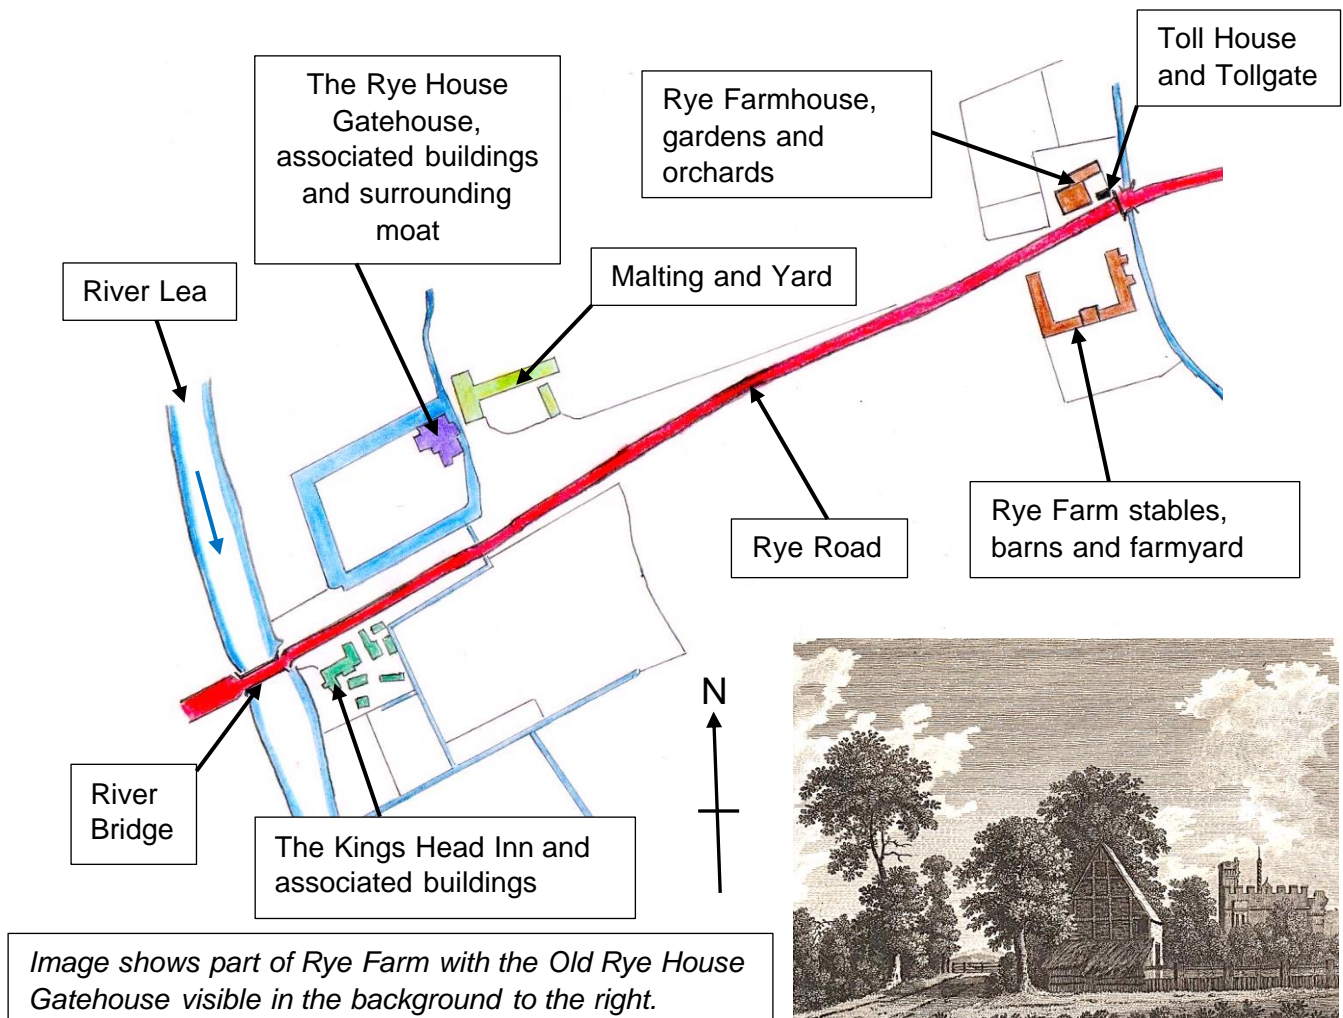 Toll House
and Tollgate
The Rye House
Gatehouse,
associated buildings
and surrounding
moat
Rye Farmhouse,
gardens and
orchards
River Lea
Malting and Yard
Rye Road
Rye Farm stables,
barns and farmyard
N
River
Bridge
The Kings Head Inn and
associated buildings
Image shows part of Rye Farm with the Old Rye House
Gatehouse visible in the background to the right.